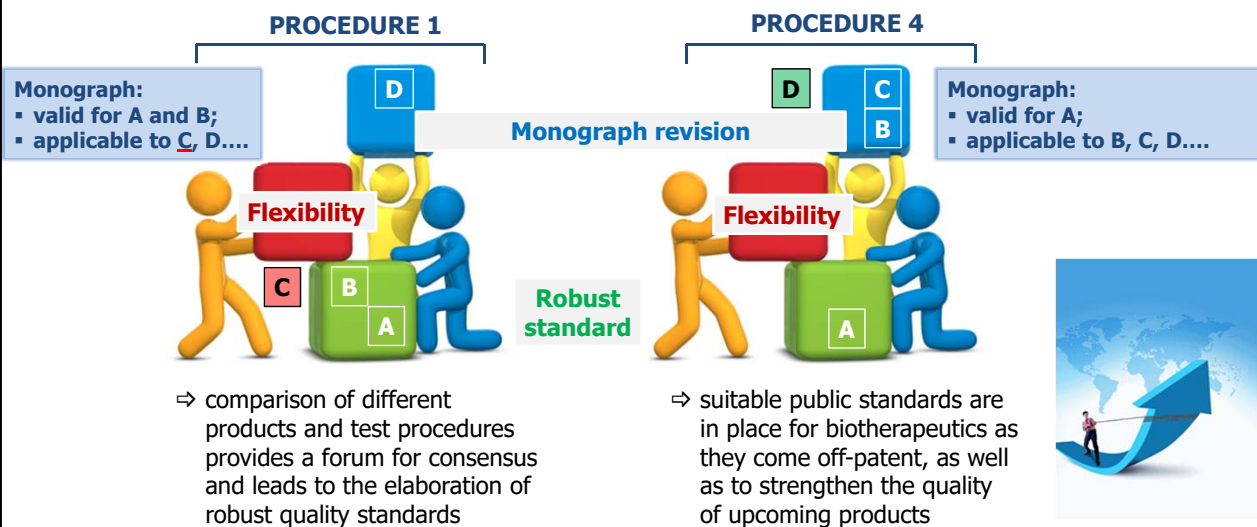 PROCEDURE 1
PROCEDURE 4
Monograph:
▪ valid for A and B;
▪ applicable to C, D....
D
D
C
B
Monograph:
▪ valid for A;
▪ applicable to B, C, D....
Monograph revision
Flexibility
Flexibility
C
B
A
Robust
standard
A
⇨ comparison of different
products and test procedures
provides a forum for consensus
and leads to the elaboration of
robust quality standards
⇨ suitable public standards are
in place for biotherapeutics as
they come off-patent, as well
as to strengthen the quality
of upcoming products